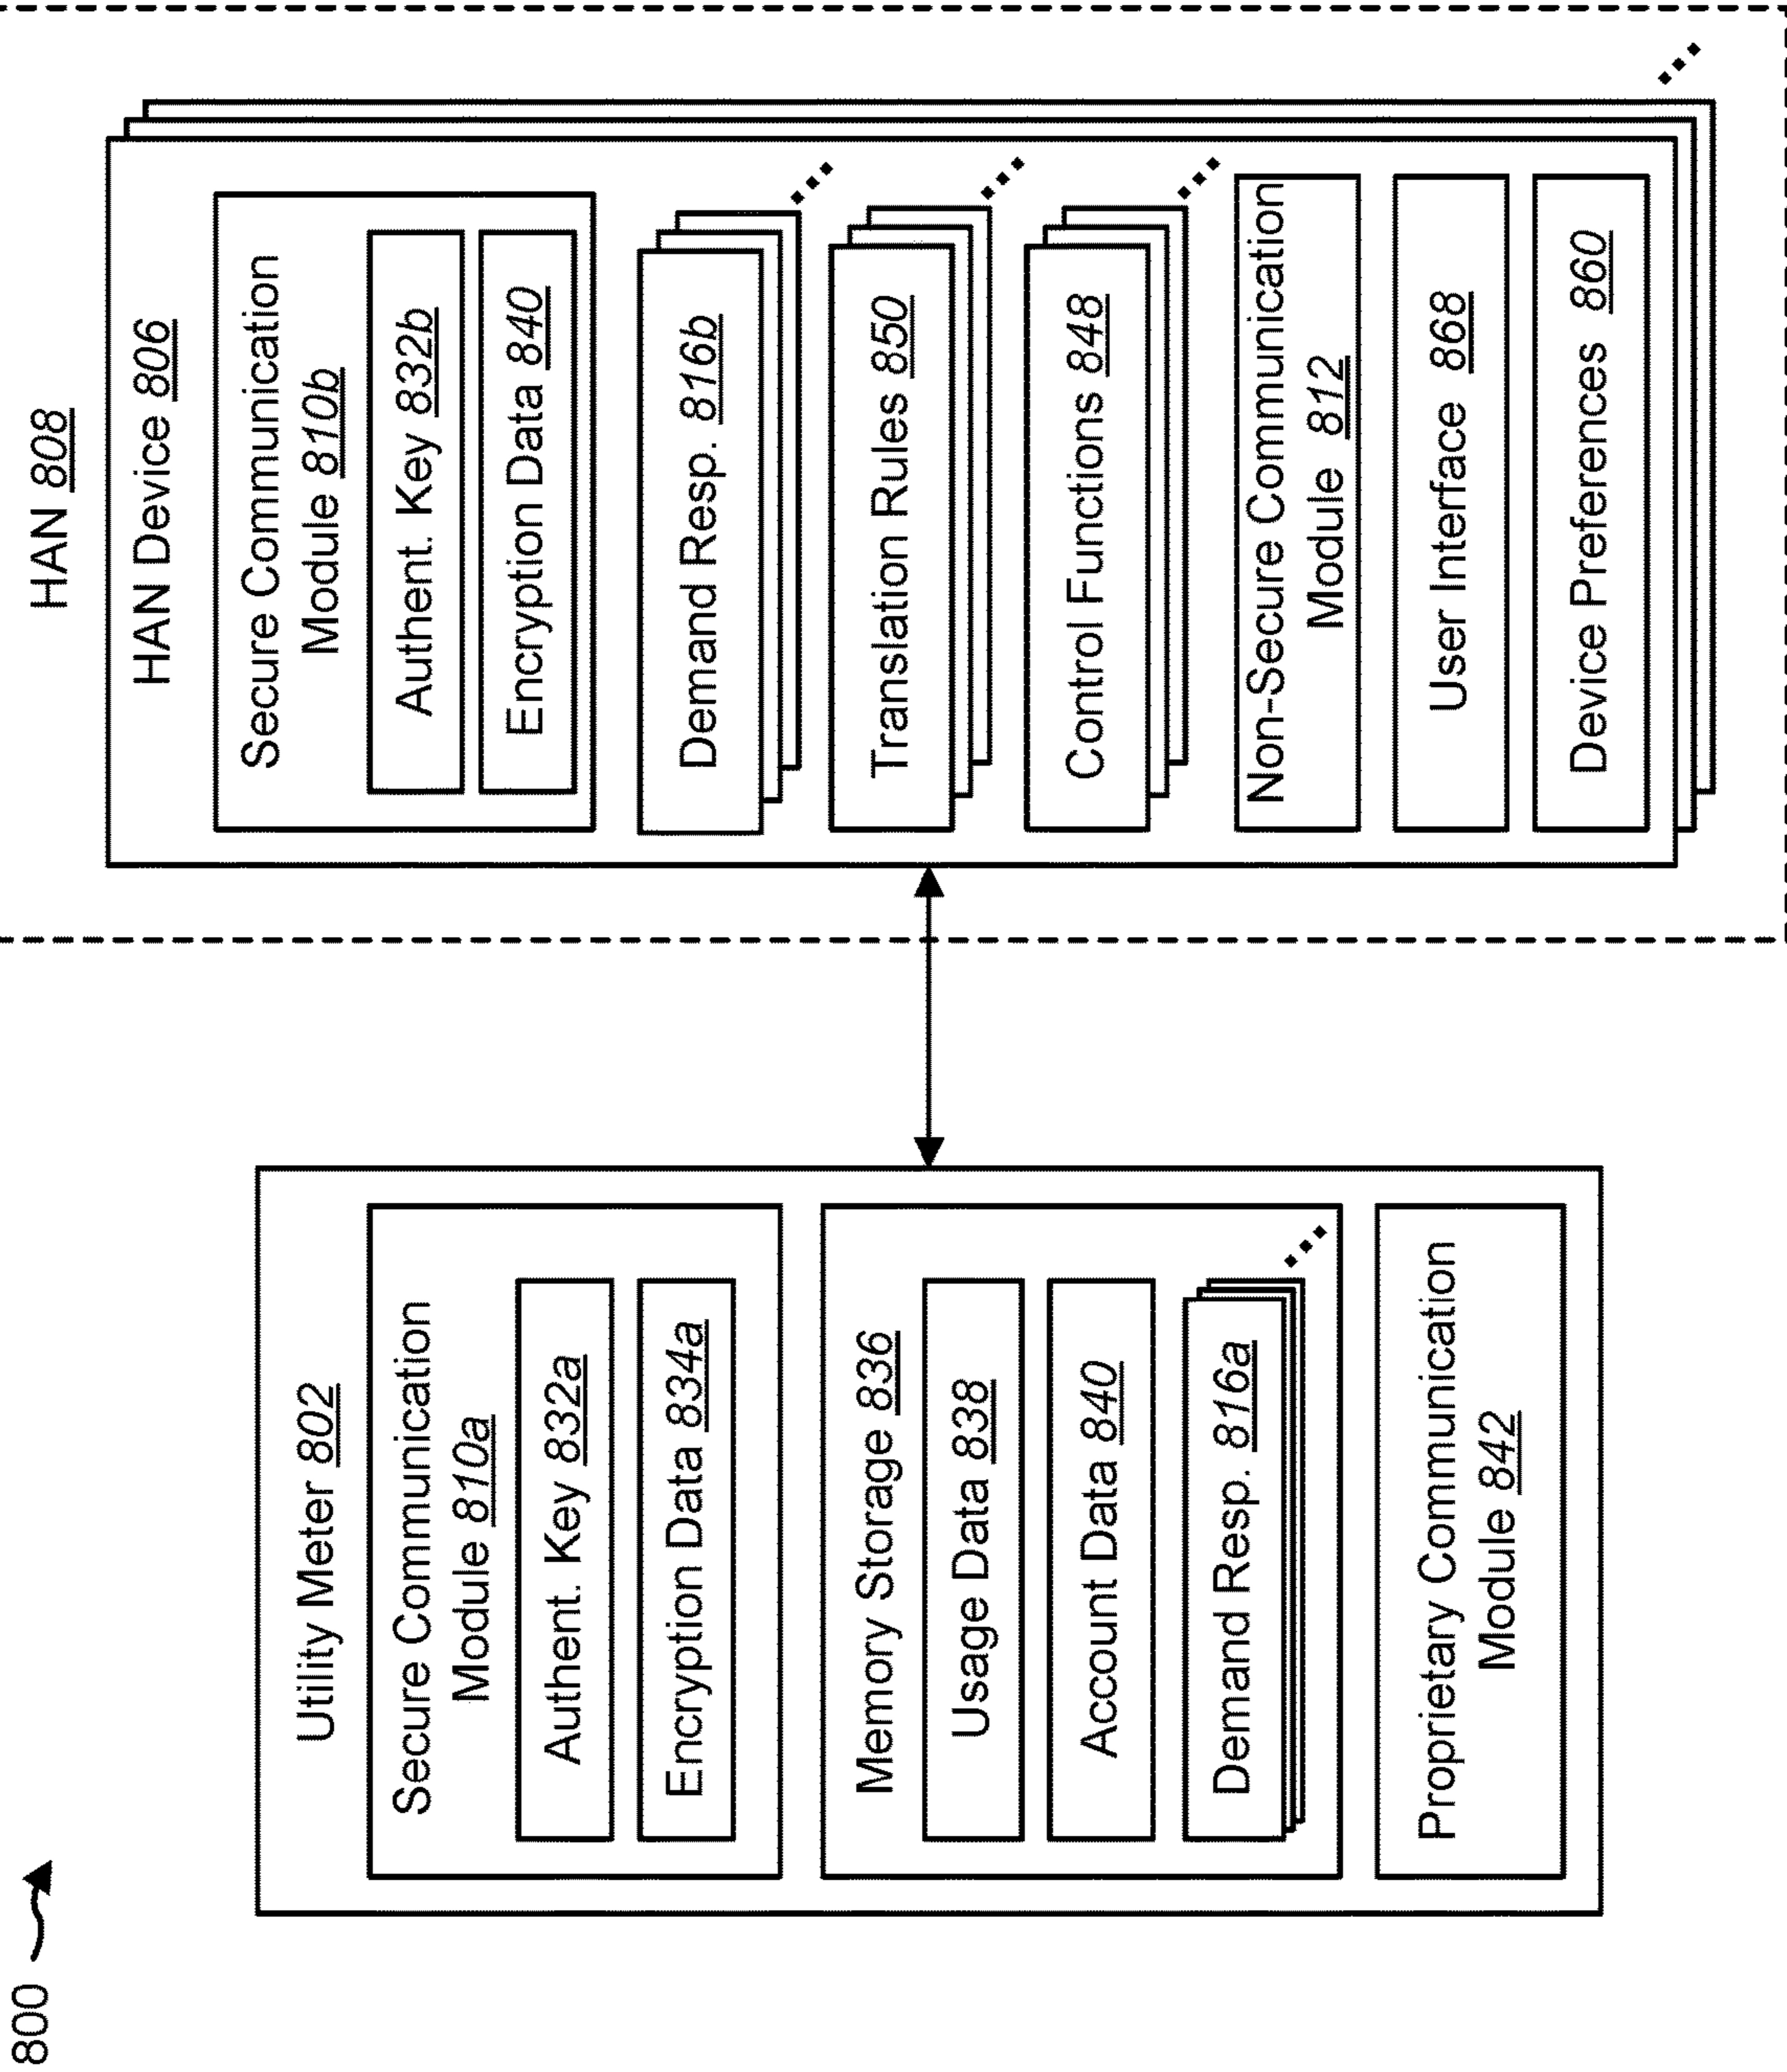 800
Utility Meter 802
Secure Communication
Module 810a
Authent. Key 832a
Encryption Data 834a
Memory Storage 836
Usage Data 838
Account Data 840
Demand Resp. 816a
Proprietary Communication
Module 842
HAN 808
HAN Device 806
Secure Communication
Module 810b
Authent. Key 832b
Encryption Data 840
Demand Resp. 816b
Translation Rules 850
Control Functions 848
Non-Secure Communication
Module 812
User Interface 868
Device Preferences 860